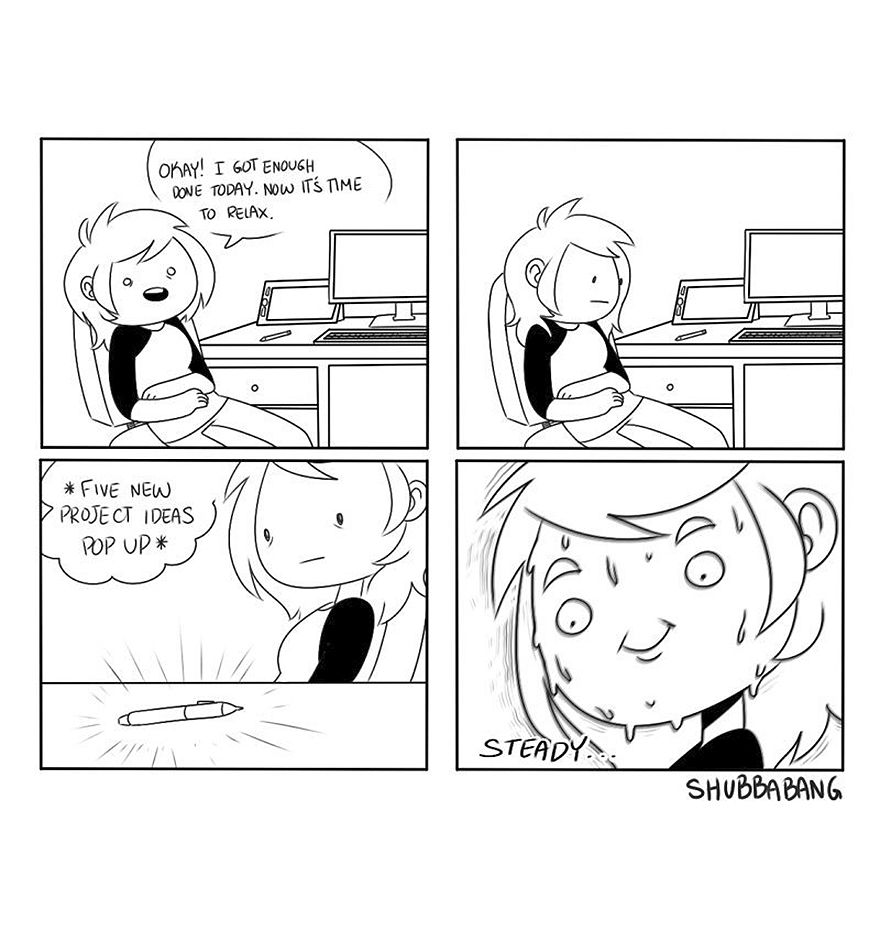 OKAY! I GOT ENOUGH
DONE TODAY. NOW IT'S TIME
TO RELAX.
*FIVE NEW
PROJECT IDEAS
POP UP*
STEADY...
SHUBBABANG